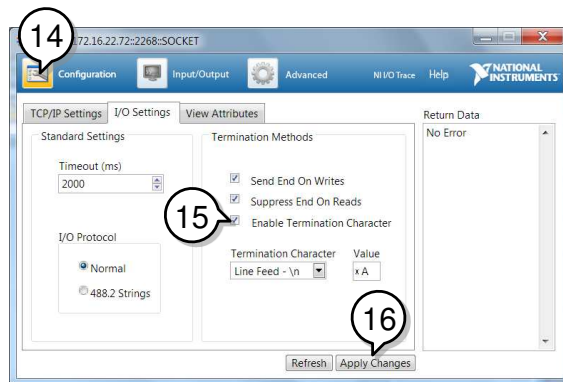 14
172.16.22.72::2268::SOCKET
Configuration Input/Output Advanced NI I/O Trace Help NATIONAL INSTRUMENTS
TCP/IP Settings I/O Settings View Attributes
Return Data
Standard Settings
Termination Methods
No Error
Timeout (ms)
2000
Send End On Writes
Suppress End On Reads
15
Enable Termination Character
I/O Protocol
Normal
488.2 Strings
Termination Character Value
Line Feed - \n x A
16
Refresh Apply Changes